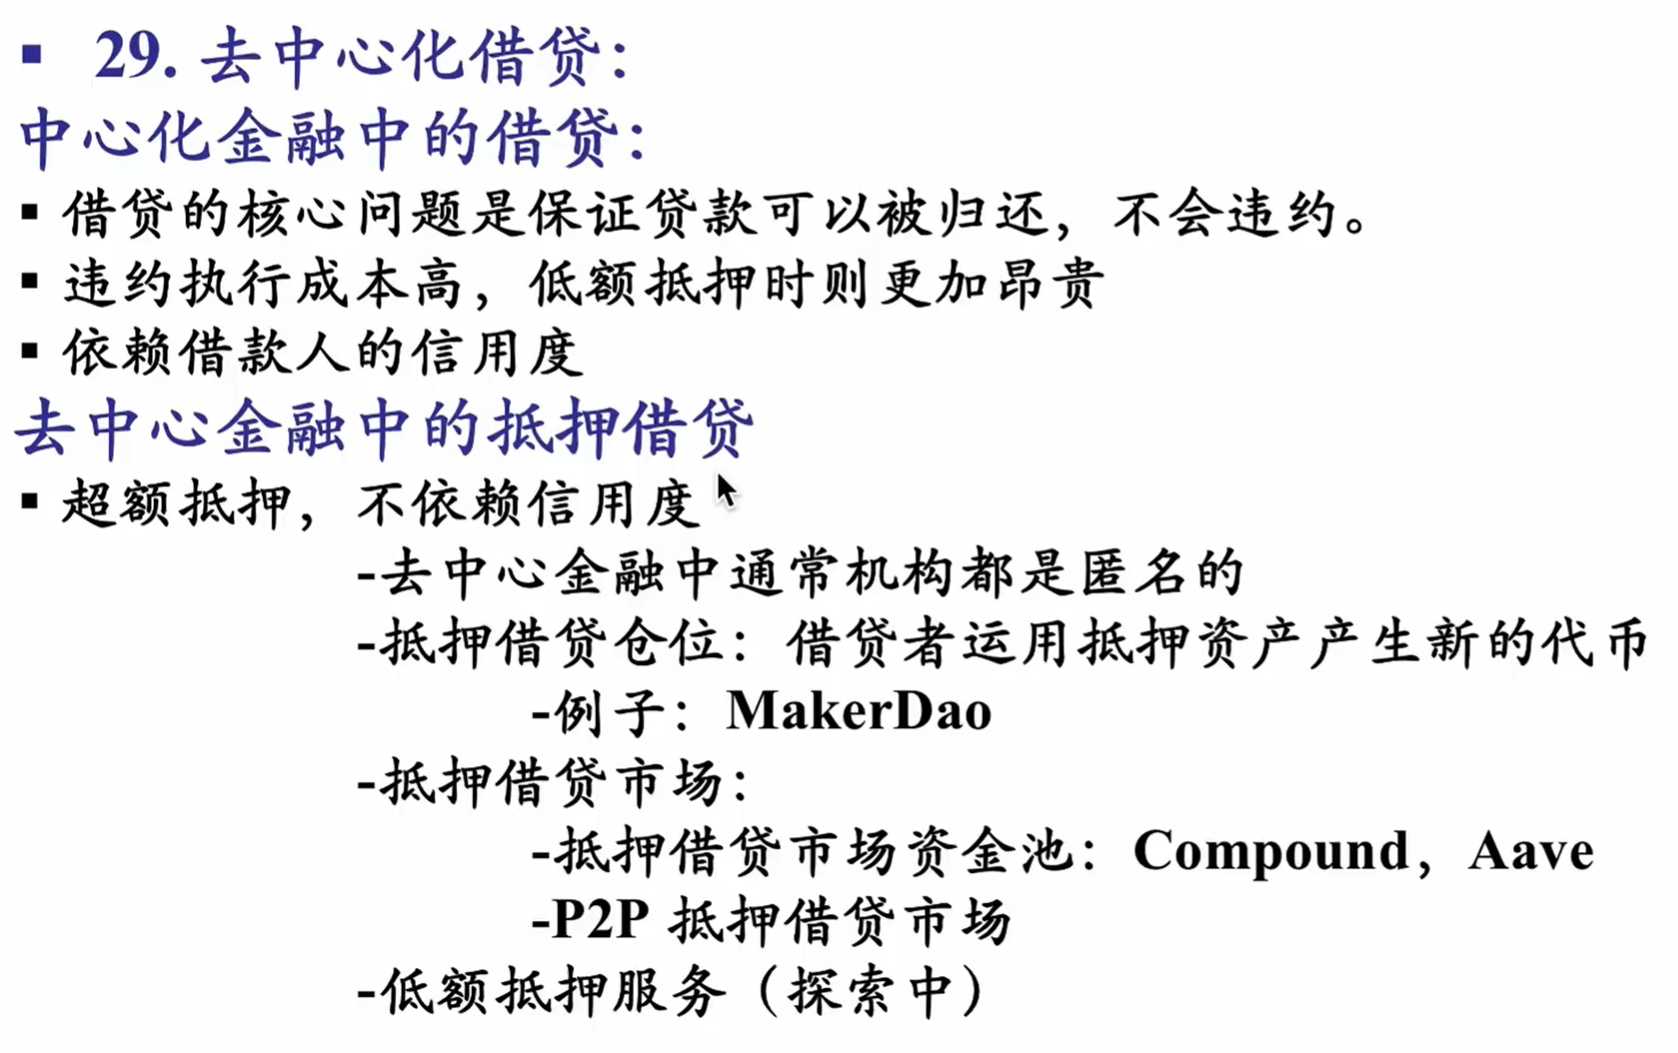 ▪ 29. 去中心化借贷：
中心化金融中的借贷：
▪ 借贷的核心问题是保证贷款可以被归还，不会违约。
▪ 违约执行成本高，低额抵押时则更加昂贵
▪ 依赖借款人的信用度
去中心金融中的抵押借贷
▪ 超额抵押，不依赖信用度
-去中心金融中通常机构都是匿名的
-抵押借贷仓位：借贷者运用抵押资产产生新的代币
-例子：MakerDao
-抵押借贷市场：
-抵押借贷市场资金池：Compound，Aave
-P2P 抵押借贷市场
-低额抵押服务（探索中）